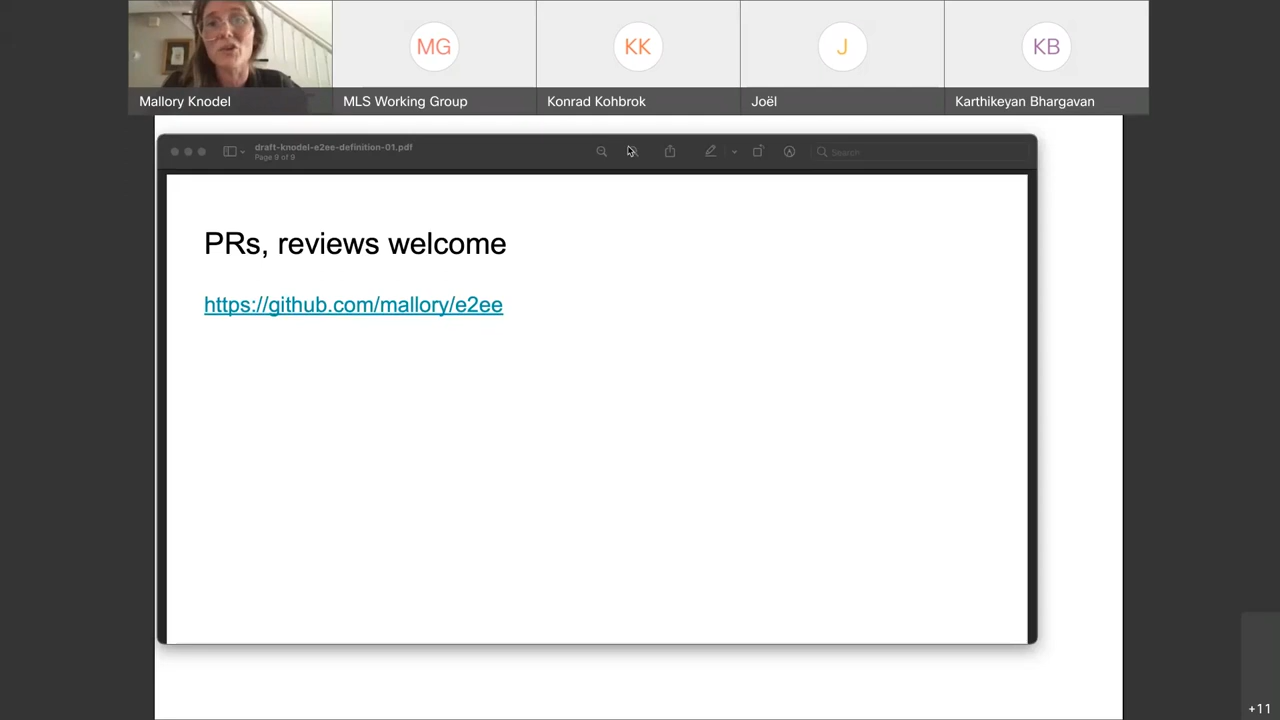 MG
KK
J
KB
Mallory Knodel
MLS Working Group
Konrad Kohbrok
Joël
Karthikeyan Bhargavan
draft-knodel-e2ee-definition-01.pdf
Page 9 of 9
Search
PRs, reviews welcome
https://github.com/mallory/e2ee
+11